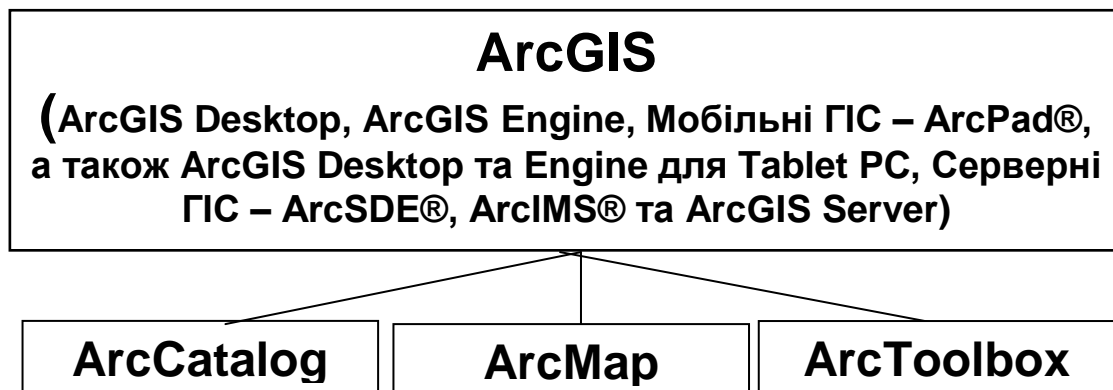 ArcGIS
(ArcGIS Desktop, ArcGIS Engine, Мобільні ГІС – ArcPad®,
а також ArcGIS Desktop та Engine для Tablet PC, Серверні
ГІС – ArcSDE®, ArcIMS® та ArcGIS Server)
ArcCatalog
ArcMap
ArcToolbox